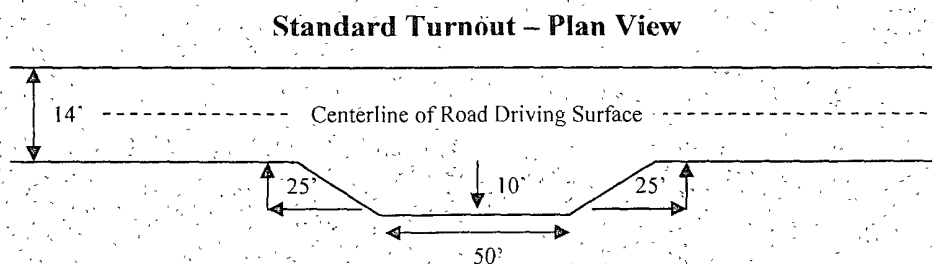 Standard Turnout – Plan View
14'
Centerline of Road Driving Surface
25'
10'
25'
50'